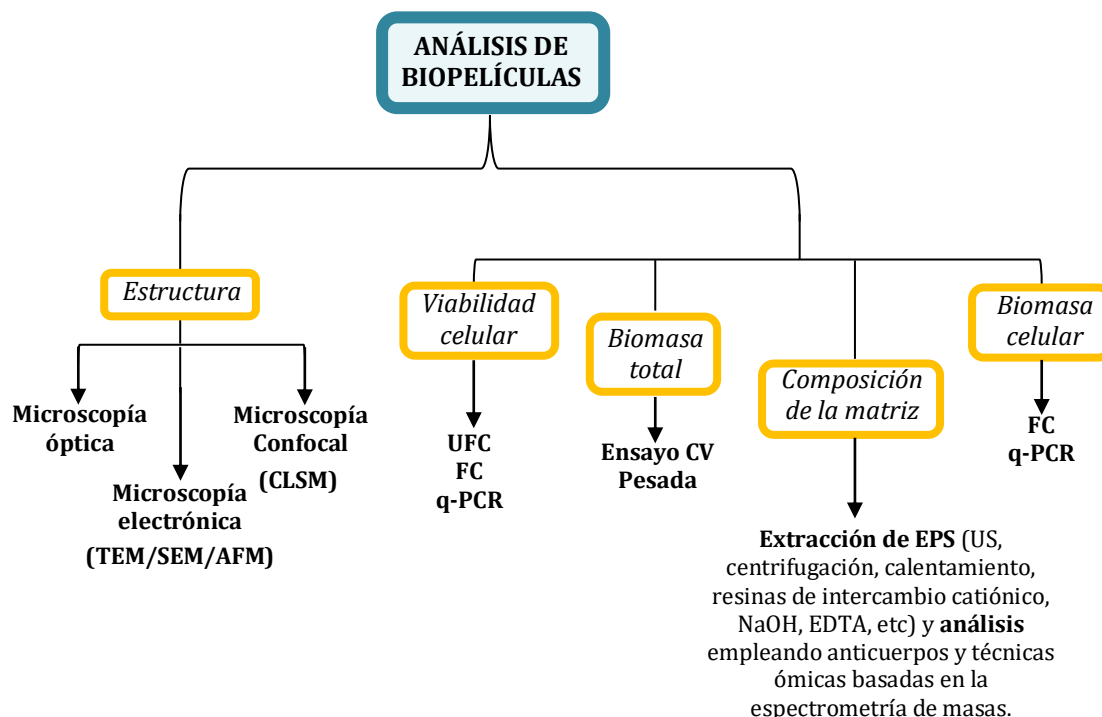 ANÁLISIS DE
BIOPELÍCULAS
Estructura
Microscopía
óptica
Microscopía
electrónica
(TEM/SEM/AFM)
Microscopía
Confocal
(CLSM)
Viabilidad
celular
UFC
FC
q-PCR
Biomasa
total
Ensayo CV
Pesada
Composición
de la matriz
Extracción de EPS (US,
centrifugación, calentamiento,
resinas de intercambio catiónico,
NaOH, EDTA, etc) y análisis
empleando anticuerpos y técnicas
ómicas basadas en la
espectrometría de masas.
Biomasa
celular
FC
q-PCR